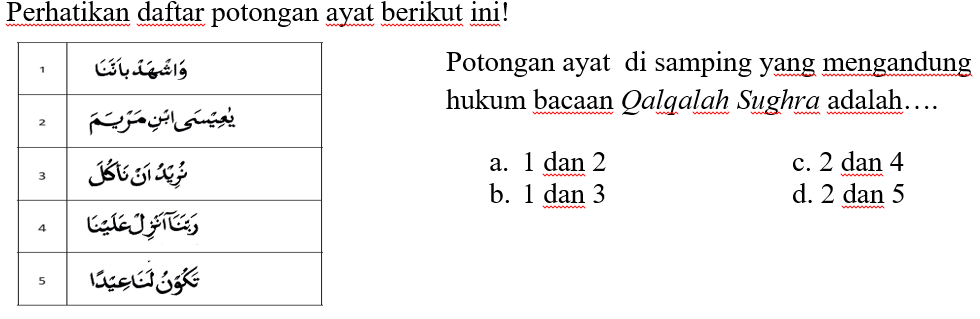 Perhatikan daftar potongan ayat berikut ini!
1 وَاشْهَدْ بِاَنَّنَا
2 يٰعِيْسَى ابْنَ مَرْيَمَ
3 نُرِيْدُ اَنْ نَّأْكُلَ
4 رَبَّنَآ اَنْزِلْ عَلَيْنَا
5 تَكُوْنُ لَنَا عِيْدًا
Potongan ayat di samping yang mengandung
hukum bacaan Qalqalah Sughra adalah….
a. 1 dan 2 c. 2 dan 4
b. 1 dan 3 d. 2 dan 5